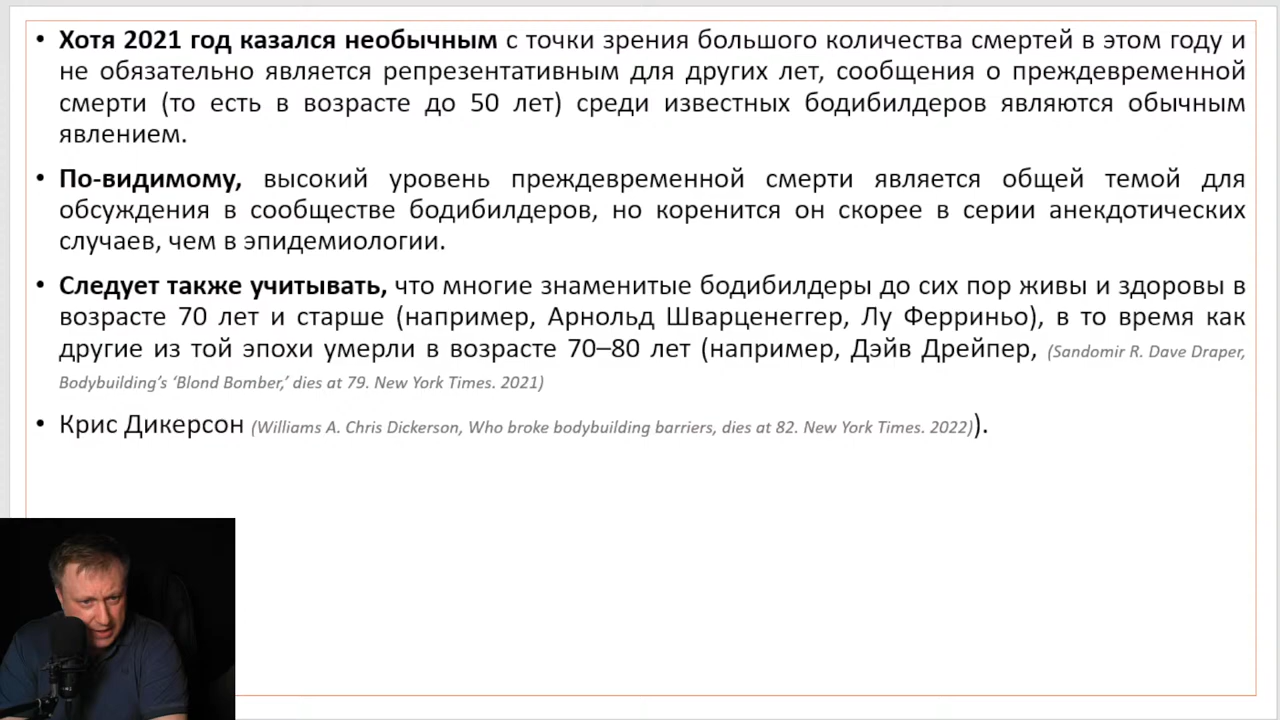 • Хотя 2021 год казался необычным с точки зрения большого количества смертей в этом году и
не обязательно является репрезентативным для других лет, сообщения о преждевременной
смерти (то есть в возрасте до 50 лет) среди известных бодибилдеров являются обычным
явлением.
• По-видимому, высокий уровень преждевременной смерти является общей темой для
обсуждения в сообществе бодибилдеров, но коренится он скорее в серии анекдотических
случаев, чем в эпидемиологии.
• Следует также учитывать, что многие знаменитые бодибилдеры до сих пор живы и здоровы в
возрасте 70 лет и старше (например, Арнольд Шварценеггер, Лу Ферриньо), в то время как
другие из той эпохи умерли в возрасте 70–80 лет (например, Дэйв Дрейпер, (Sandomir R. Dave Draper,
Bodybuilding’s ‘Blond Bomber,’ dies at 79. New York Times. 2021)
• Крис Дикерсон (Williams A. Chris Dickerson, Who broke bodybuilding barriers, dies at 82. New York Times. 2022)).